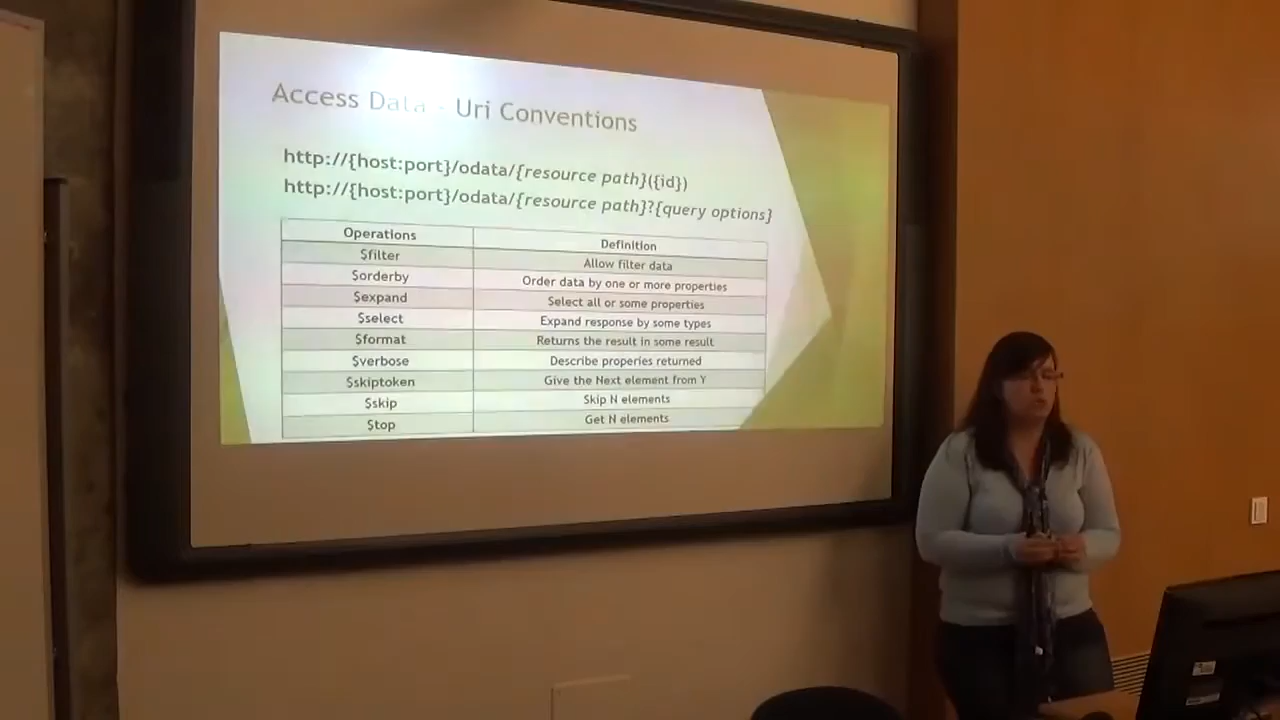 Access Data - Uri Conventions
http://{host:port}/odata/{resource path}({id})
http://{host:port}/odata/{resource path}?{query options}
Operations Definition
$filter Allow filter data
$orderby Order data by one or more properties
$expand Select all or some properties
$select Expand response by some types
$format Returns the result in some result
$verbose Describe properies returned
$skiptoken Give the Next element from Y
$skip Skip N elements
$top Get N elements